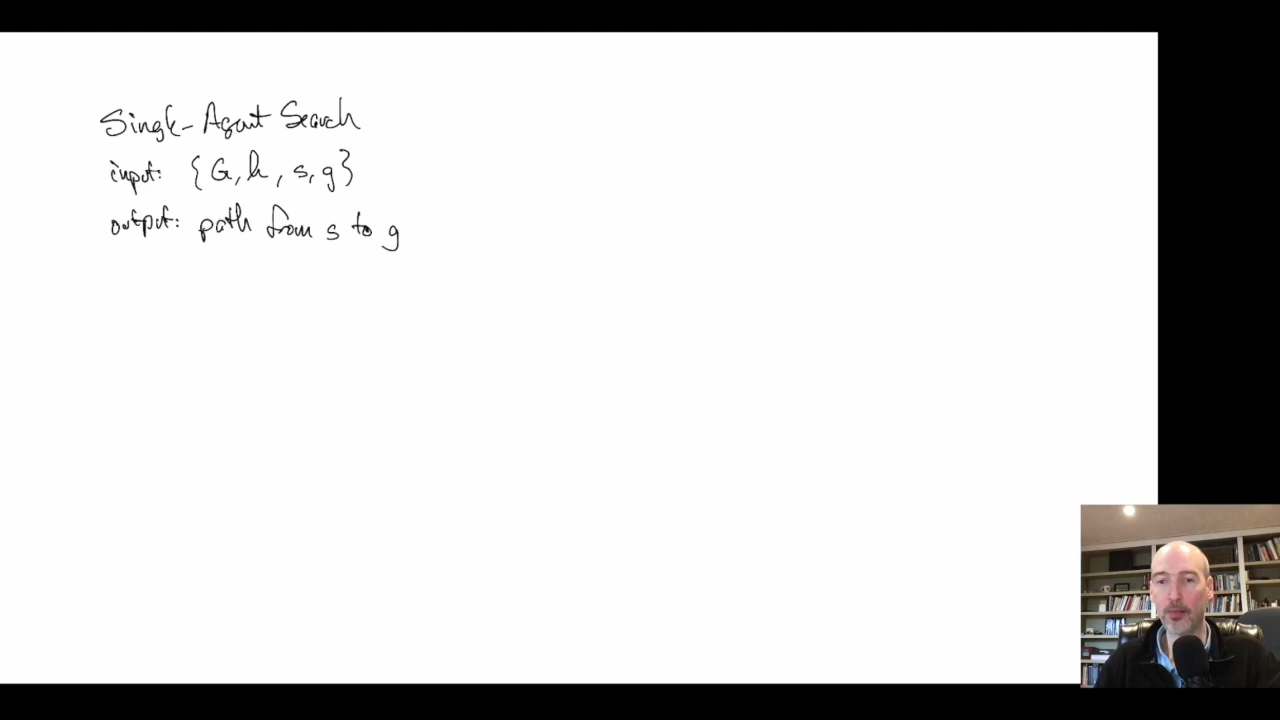 Single-Agent Search
input: {G, h, s, g}
output: path from s to g